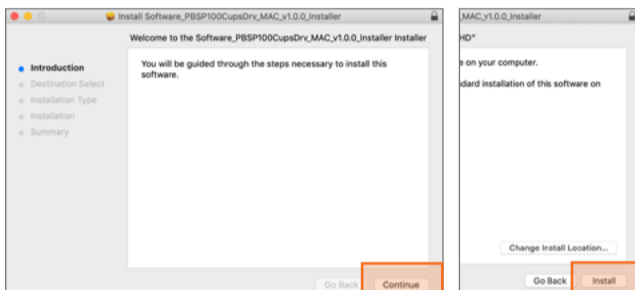 Install Software_PBSP100CupsDrv_MAC_v1.0.0_Installer
Welcome to the Software_PBSP100CupsDrv_MAC_v1.0.0_Installer Installer
Introduction
Destination Select
Installation Type
Installation
Summary
You will be guided through the steps necessary to install this
software.
Go Back
Continue
_MAC_v1.0.0_Installer
HD"
e on your computer.
dard installation of this software on
Change Install Location...
Go Back
Install